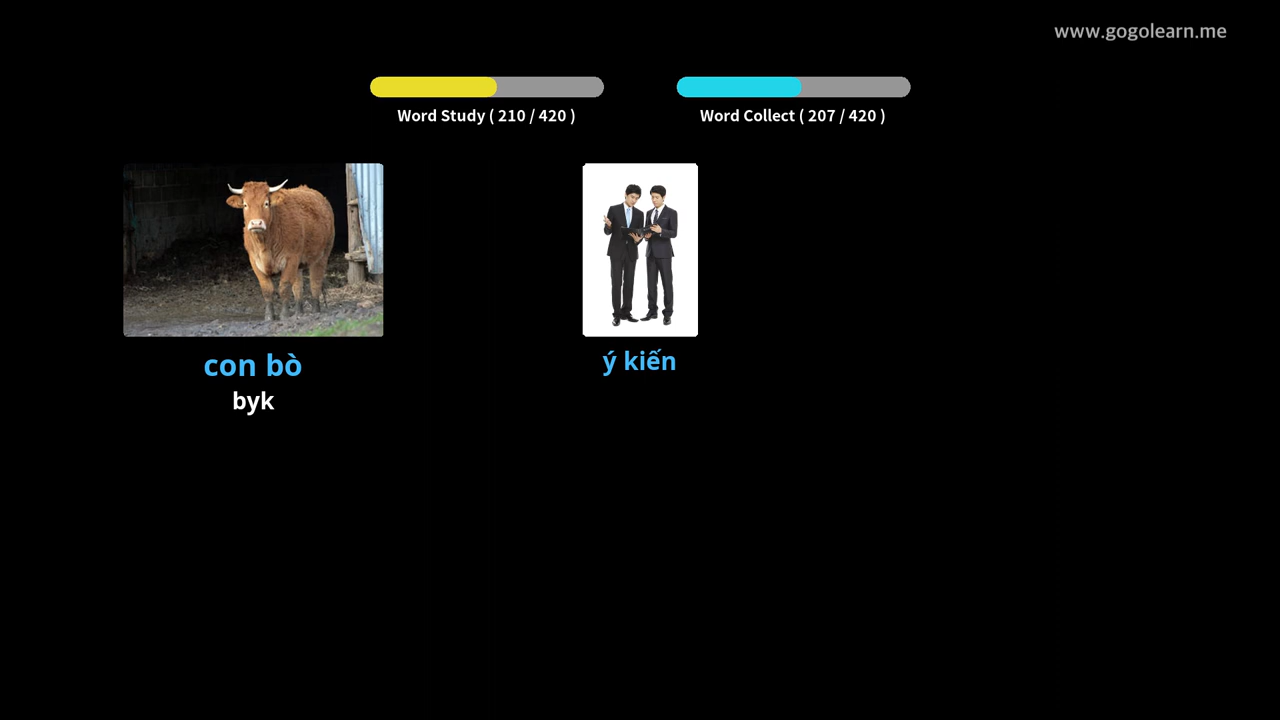 www.gogolearn.me
Word Study ( 210 / 420 )
Word Collect ( 207 / 420 )
con bò
byk
ý kiến